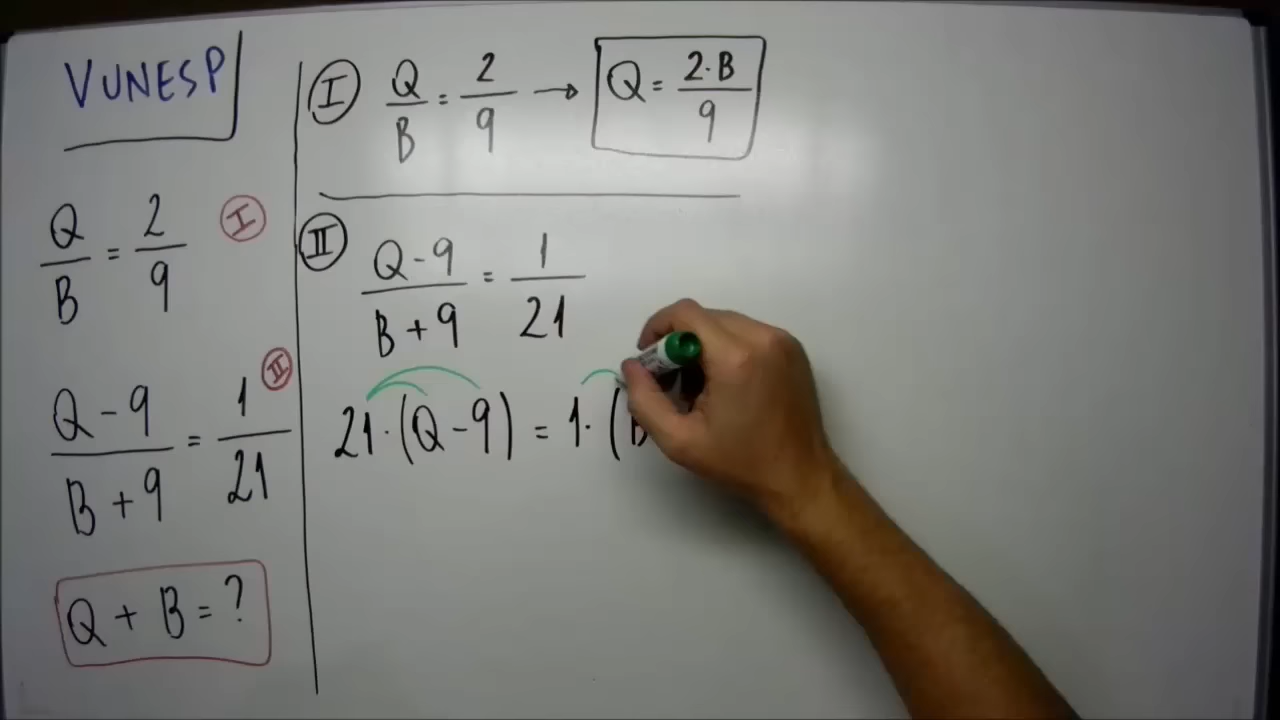 VUNESP
Q/B = 2/9 I
Q-9/B+9 = 1/21 II
Q + B = ?
I Q/B = 2/9 → Q = 2·B/9
II Q-9/B+9 = 1/21
21·(Q-9) = 1·(B